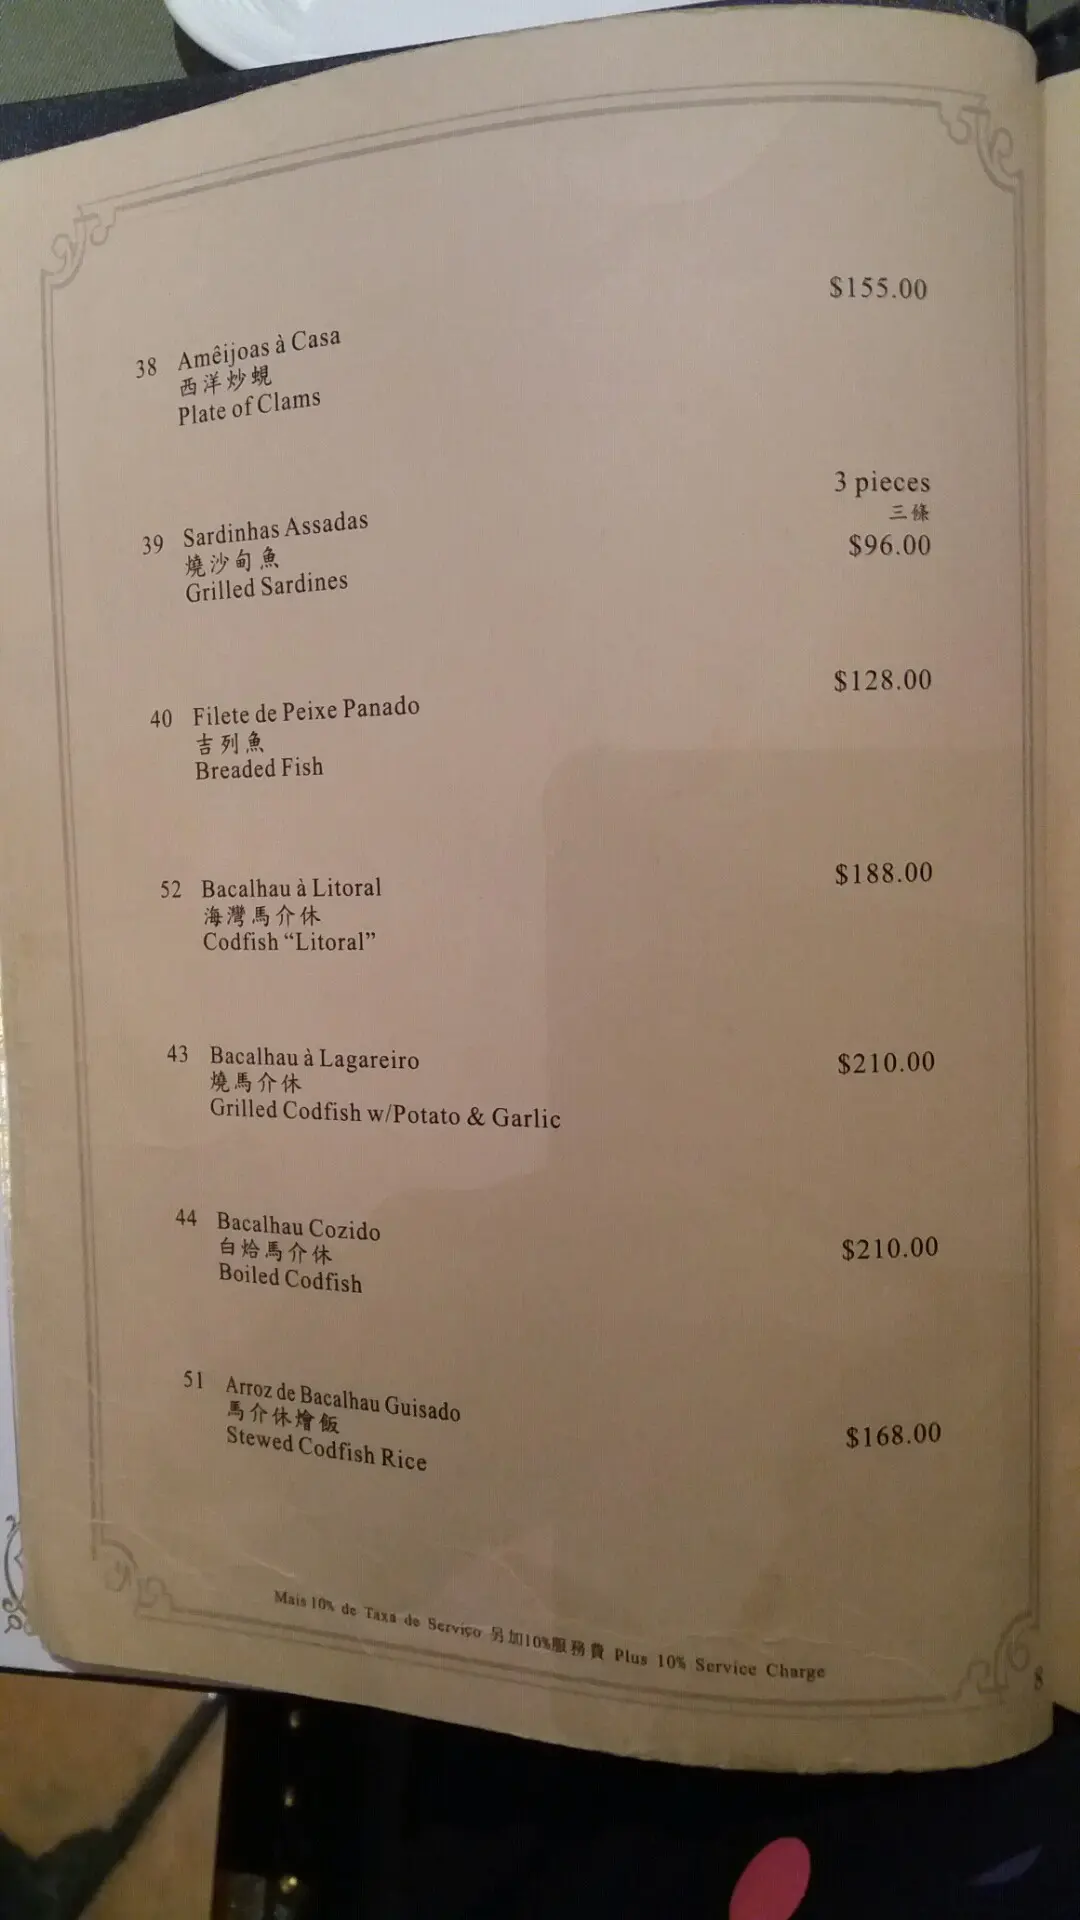 $155.00
38 Amêijoas à Casa
西洋炒蜆
Plate of Clams
3 pieces
三條
$96.00
39 Sardinhas Assadas
燒沙甸魚
Grilled Sardines
$128.00
40 Filete de Peixe Panado
吉列魚
Breaded Fish
$188.00
52 Bacalhau à Litoral
海灣馬介休
Codfish “Litoral”
43 Bacalhau à Lagareiro
$210.00
燒馬介休
Grilled Codfish w/Potato & Garlic
44 Bacalhau Cozido
$210.00
白烚馬介休
Boiled Codfish
51 Arroz de Bacalhau Guisado
$168.00
馬介休燴飯
Stewed Codfish Rice
Mais 10% de Taxa de Serviço 另加10%服務費 Plus 10% Service Charge
8